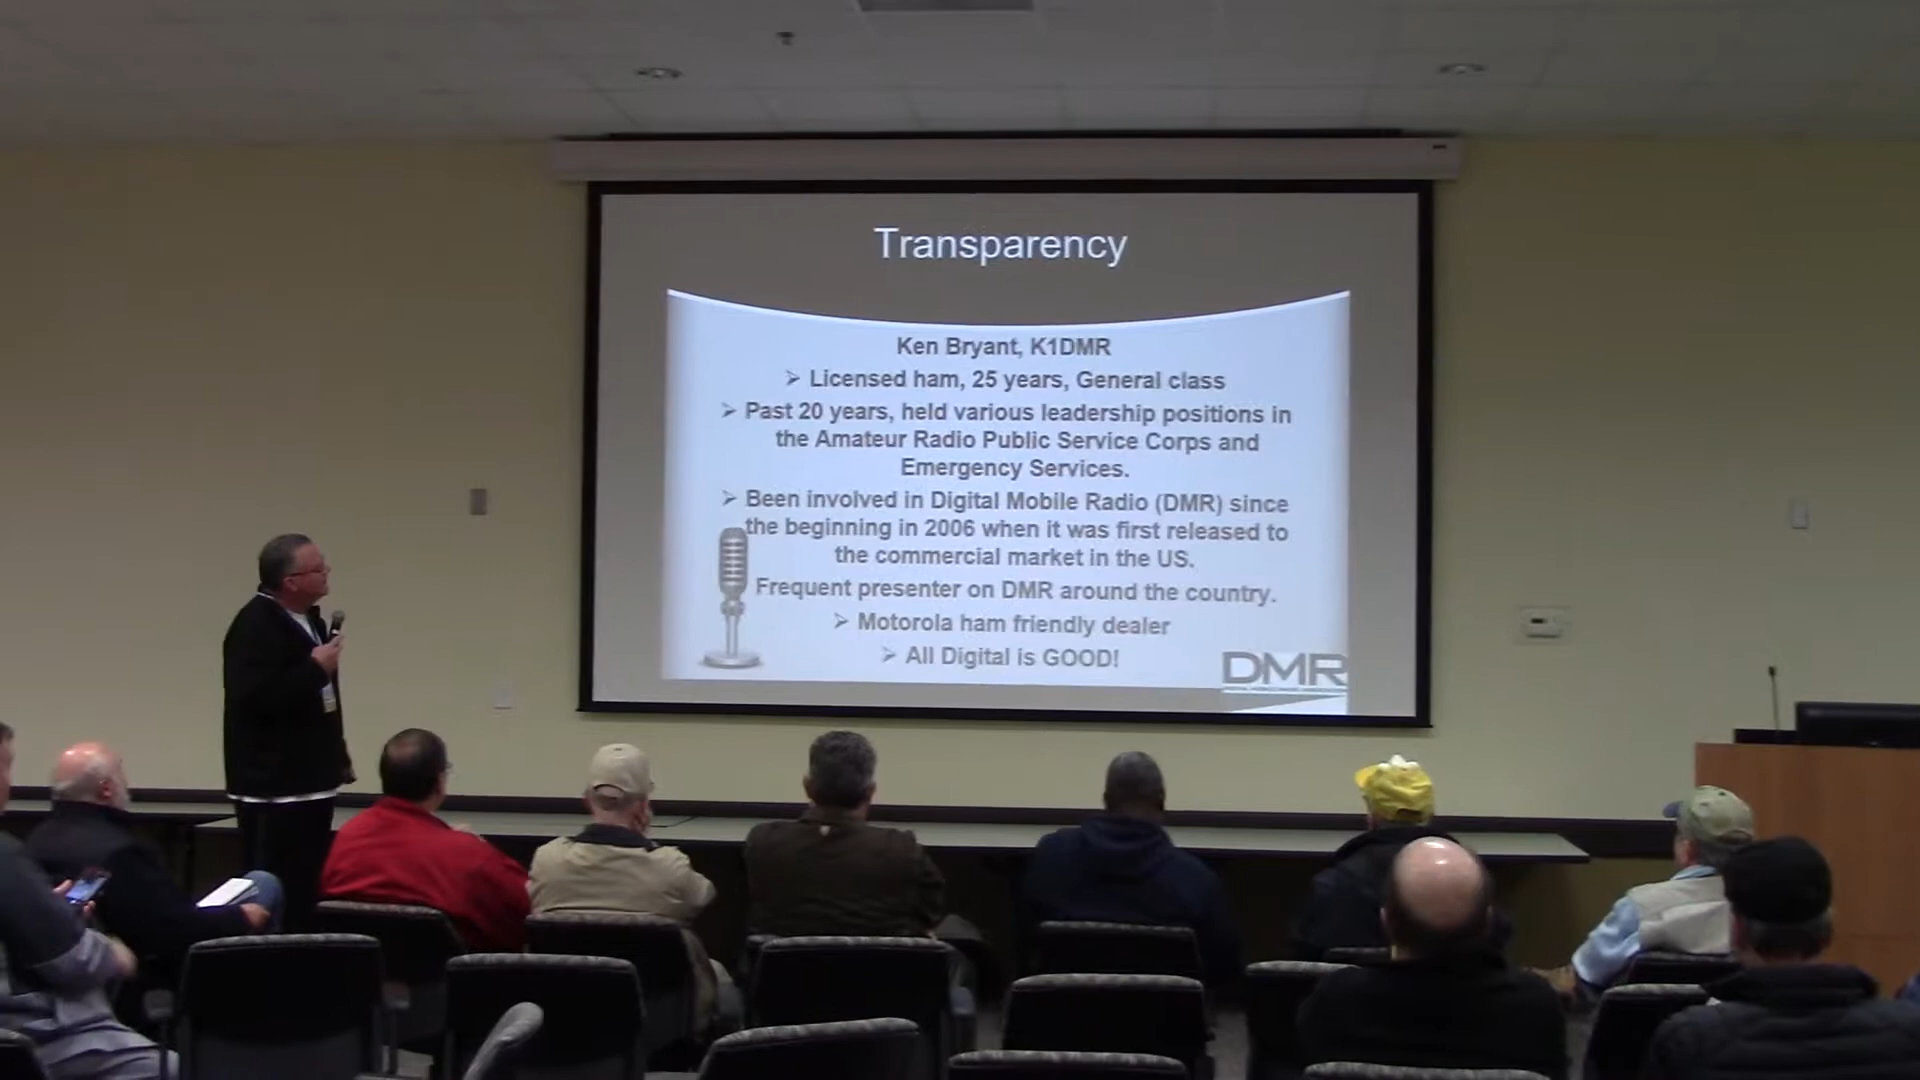 Transparency
Ken Bryant, K1DMR
➢ Licensed ham, 25 years, General class
➢ Past 20 years, held various leadership positions in
the Amateur Radio Public Service Corps and
Emergency Services.
➢ Been involved in Digital Mobile Radio (DMR) since
the beginning in 2006 when it was first released to
the commercial market in the US.
Frequent presenter on DMR around the country.
➢ Motorola ham friendly dealer
➢ All Digital is GOOD!
DMR